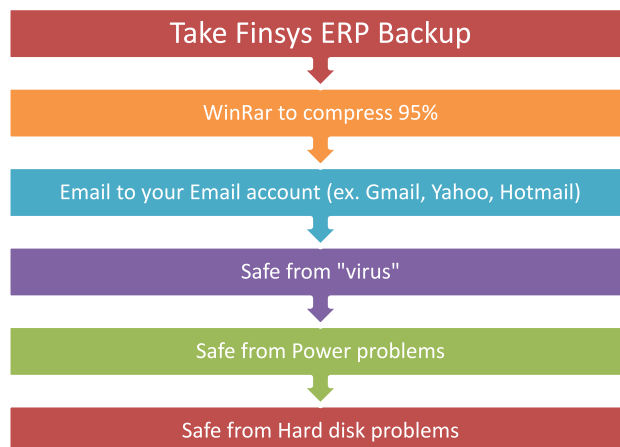 Take Finsys ERP Backup
WinRar to compress 95%
Email to your Email account (ex. Gmail, Yahoo, Hotmail)
Safe from "virus"
Safe from Power problems
Safe from Hard disk problems